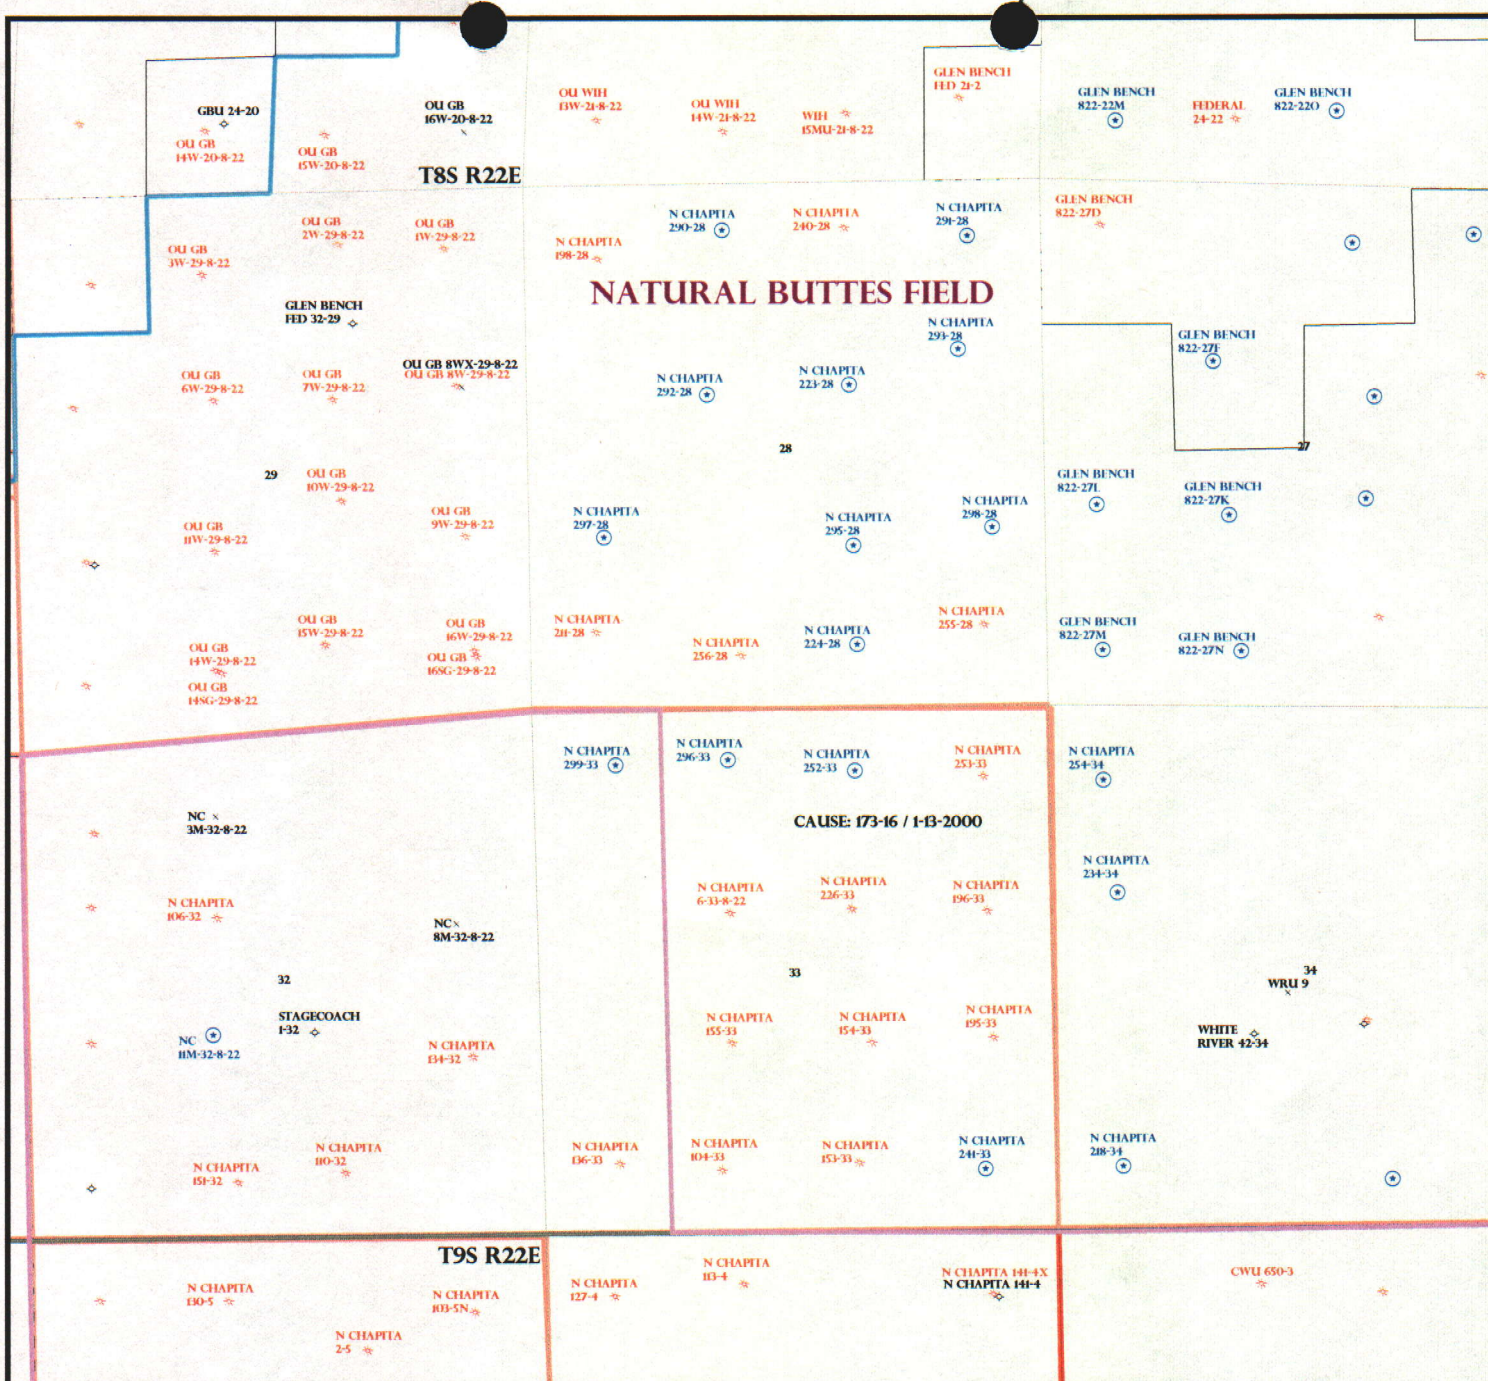 GBU 24-20
OU GB
14W-20-8-22
OU GB
15W-20-8-22
OU GB
16W-20-8-22
T8S R22E
OU WIH
13W-21-8-22
OU WIH
14W-21-8-22
WIH
15MU-21-8-22
GLEN BENCH
FED 21-2
GLEN BENCH
822-22M
FEDERAL
24-22
GLEN BENCH
822-22O
OU GB
3W-29-8-22
OU GB
2W-29-8-22
OU GB
1W-29-8-22
N CHAPITA
198-28
N CHAPITA
290-28
N CHAPITA
240-28
N CHAPITA
291-28
GLEN BENCH
822-27D
NATURAL BUTTES FIELD
GLEN BENCH
FED 32-29
N CHAPITA
293-28
GLEN BENCH
822-27F
OU GB
6W-29-8-22
OU GB
7W-29-8-22
OU GB 8WX-29-8-22
OU GB 8W-29-8-22
N CHAPITA
292-28
N CHAPITA
223-28
28
27
29
OU GB
10W-29-8-22
GLEN BENCH
822-27L
GLEN BENCH
822-27K
OU GB
11W-29-8-22
OU GB
9W-29-8-22
N CHAPITA
297-28
N CHAPITA
295-28
N CHAPITA
298-28
OU GB
14W-29-8-22
OU GB
14SG-29-8-22
OU GB
15W-29-8-22
OU GB
16W-29-8-22
OU GB
16SG-29-8-22
N CHAPITA
211-28
N CHAPITA
256-28
N CHAPITA
224-28
N CHAPITA
255-28
GLEN BENCH
822-27M
GLEN BENCH
822-27N
N CHAPITA
299-33
N CHAPITA
296-33
N CHAPITA
252-33
N CHAPITA
253-33
N CHAPITA
254-34
NC
3M-32-8-22
CAUSE: 173-16 / 1-13-2000
N CHAPITA
106-32
NC
8M-32-8-22
N CHAPITA
6-33-8-22
N CHAPITA
226-33
N CHAPITA
196-33
N CHAPITA
234-34
32
33
34
WRU 9
STAGECOACH
1-32
NC
11M-32-8-22
N CHAPITA
134-32
N CHAPITA
155-33
N CHAPITA
154-33
N CHAPITA
195-33
WHITE
RIVER 42-34
N CHAPITA
151-32
N CHAPITA
110-32
N CHAPITA
136-33
N CHAPITA
104-33
N CHAPITA
153-33
N CHAPITA
241-33
N CHAPITA
218-34
T9S R22E
N CHAPITA
130-5
N CHAPITA
2-5
N CHAPITA
103-5N
N CHAPITA
127-4
N CHAPITA
113-4
N CHAPITA 141-4X
N CHAPITA 141-4
CWU 650-3